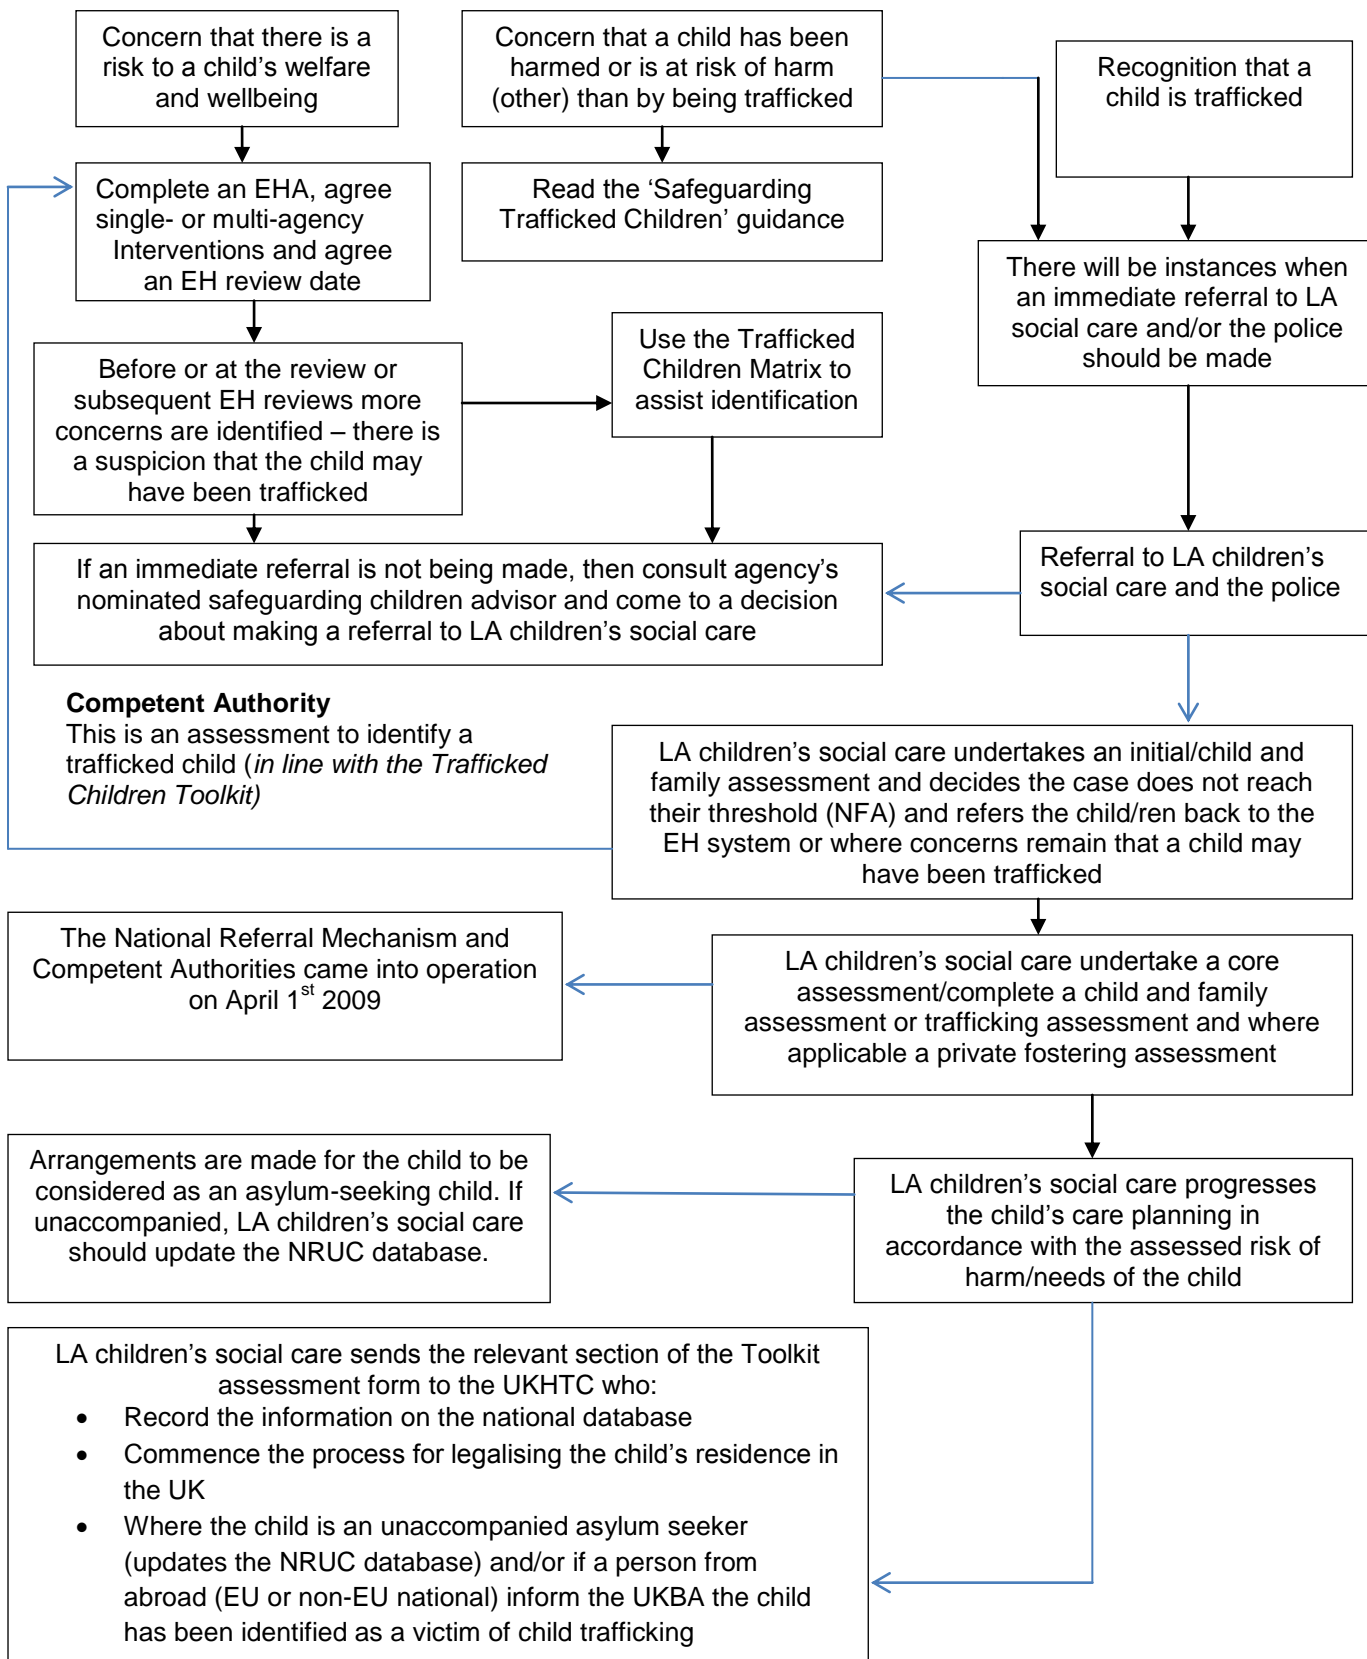 Concern that there is a
risk to a child’s welfare
and wellbeing
Concern that a child has been
harmed or is at risk of harm
(other) than by being trafficked
Recognition that a
child is trafficked
Complete an EHA, agree
single- or multi-agency
Interventions and agree
an EH review date
Read the ‘Safeguarding
Trafficked Children’ guidance
There will be instances when
an immediate referral to LA
social care and/or the police
should be made
Before or at the review or
subsequent EH reviews more
concerns are identified – there is
a suspicion that the child may
have been trafficked
Use the Trafficked
Children Matrix to
assist identification
If an immediate referral is not being made, then consult agency’s
nominated safeguarding children advisor and come to a decision
about making a referral to LA children’s social care
Referral to LA children’s
social care and the police
Competent Authority
This is an assessment to identify a
trafficked child (in line with the Trafficked
Children Toolkit)
LA children’s social care undertakes an initial/child and
family assessment and decides the case does not reach
their threshold (NFA) and refers the child/ren back to the
EH system or where concerns remain that a child may
have been trafficked
The National Referral Mechanism and
Competent Authorities came into operation
on April 1st 2009
LA children’s social care undertake a core
assessment/complete a child and family
assessment or trafficking assessment and where
applicable a private fostering assessment
Arrangements are made for the child to be
considered as an asylum-seeking child. If
unaccompanied, LA children’s social care
should update the NRUC database.
LA children’s social care progresses
the child’s care planning in
accordance with the assessed risk of
harm/needs of the child
LA children’s social care sends the relevant section of the Toolkit
assessment form to the UKHTC who:
• Record the information on the national database
• Commence the process for legalising the child’s residence in
the UK
• Where the child is an unaccompanied asylum seeker
(updates the NRUC database) and/or if a person from
abroad (EU or non-EU national) inform the UKBA the child
has been identified as a victim of child trafficking